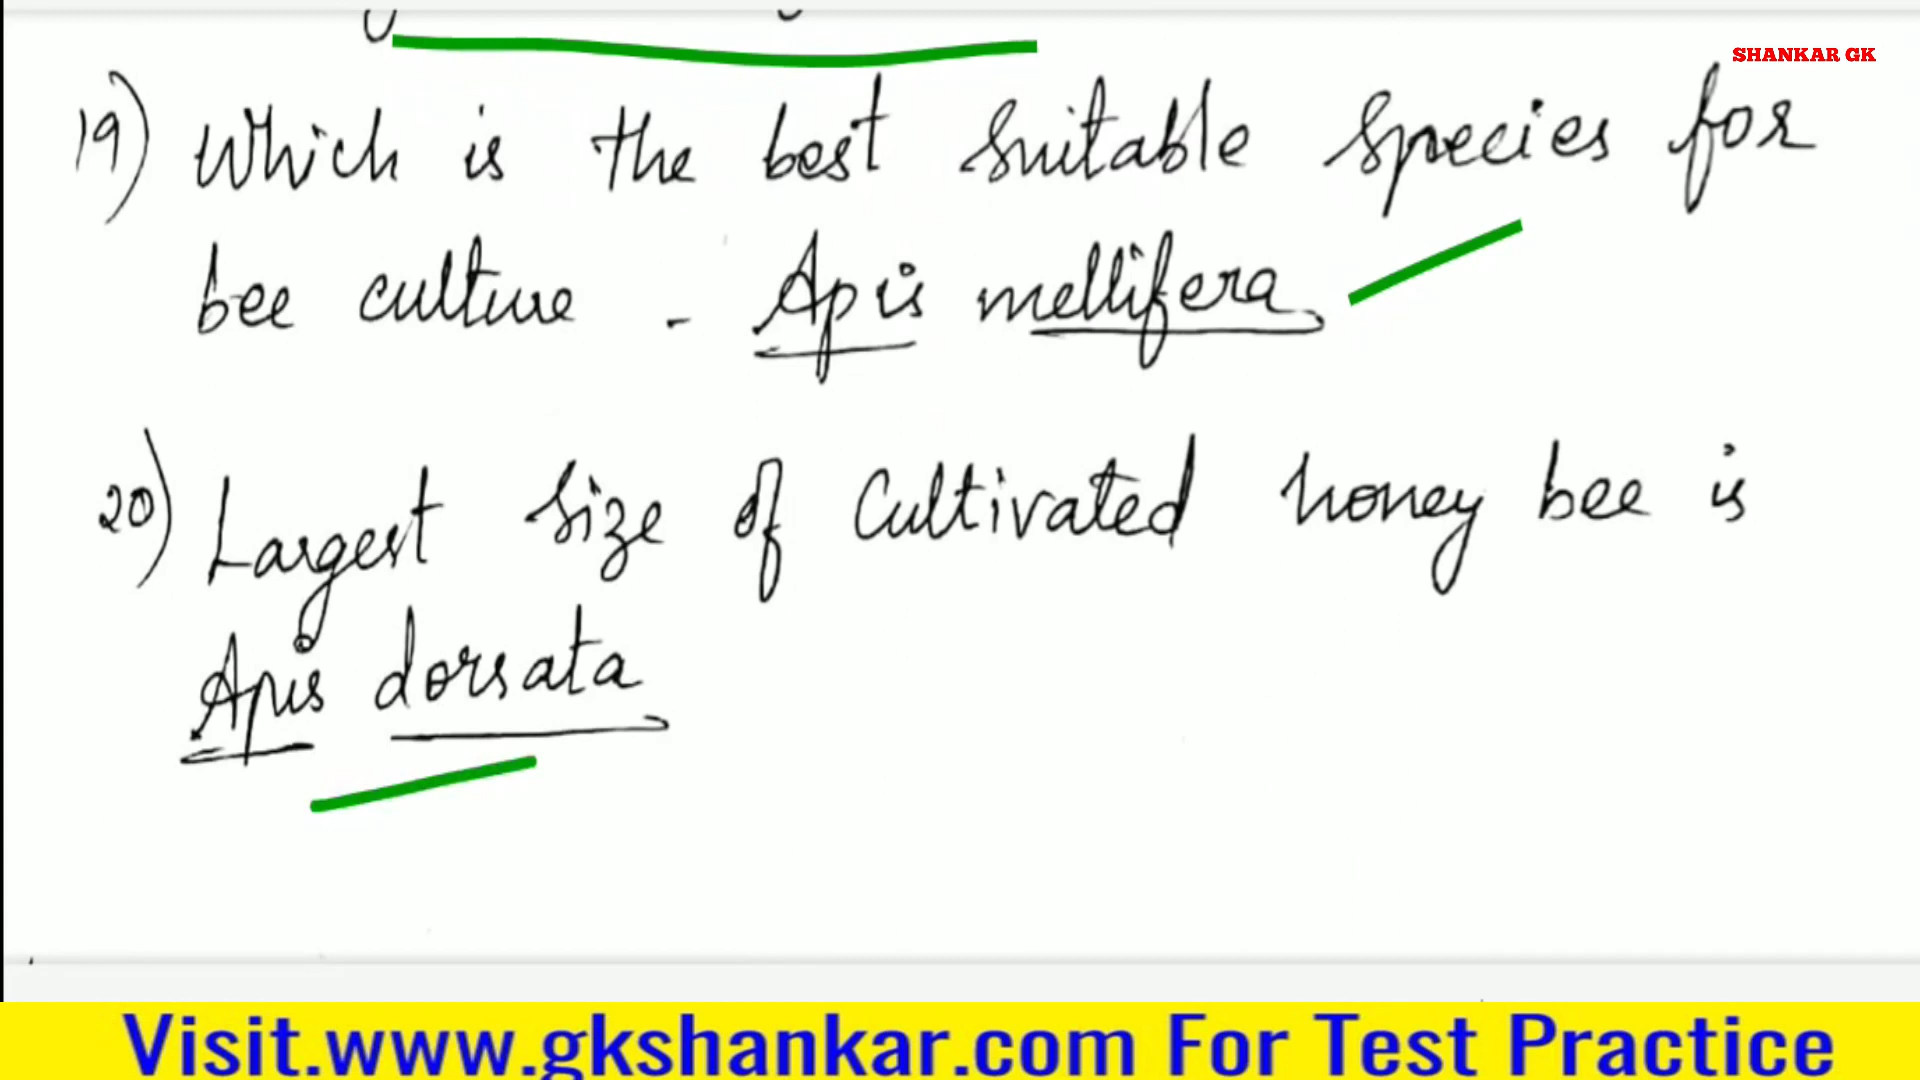 SHANKAR GK
19) Which is the best suitable species for
bee culture - Apis mellifera
20) Largest size of Cultivated honey bee is
Apis dorsata
Visit.www.gkshankar.com For Test Practice